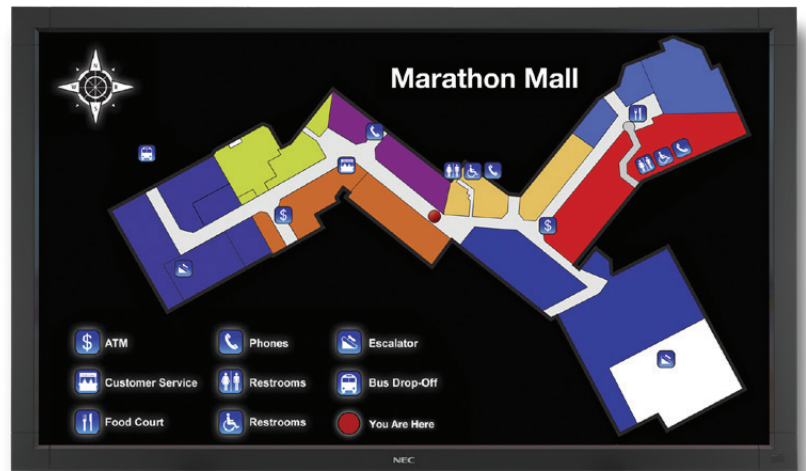 Marathon Mall
$ ATM
Phones
Escalator
Customer Service
Restrooms
Bus Drop-Off
Food Court
Restrooms
You Are Here
$
$
NEC